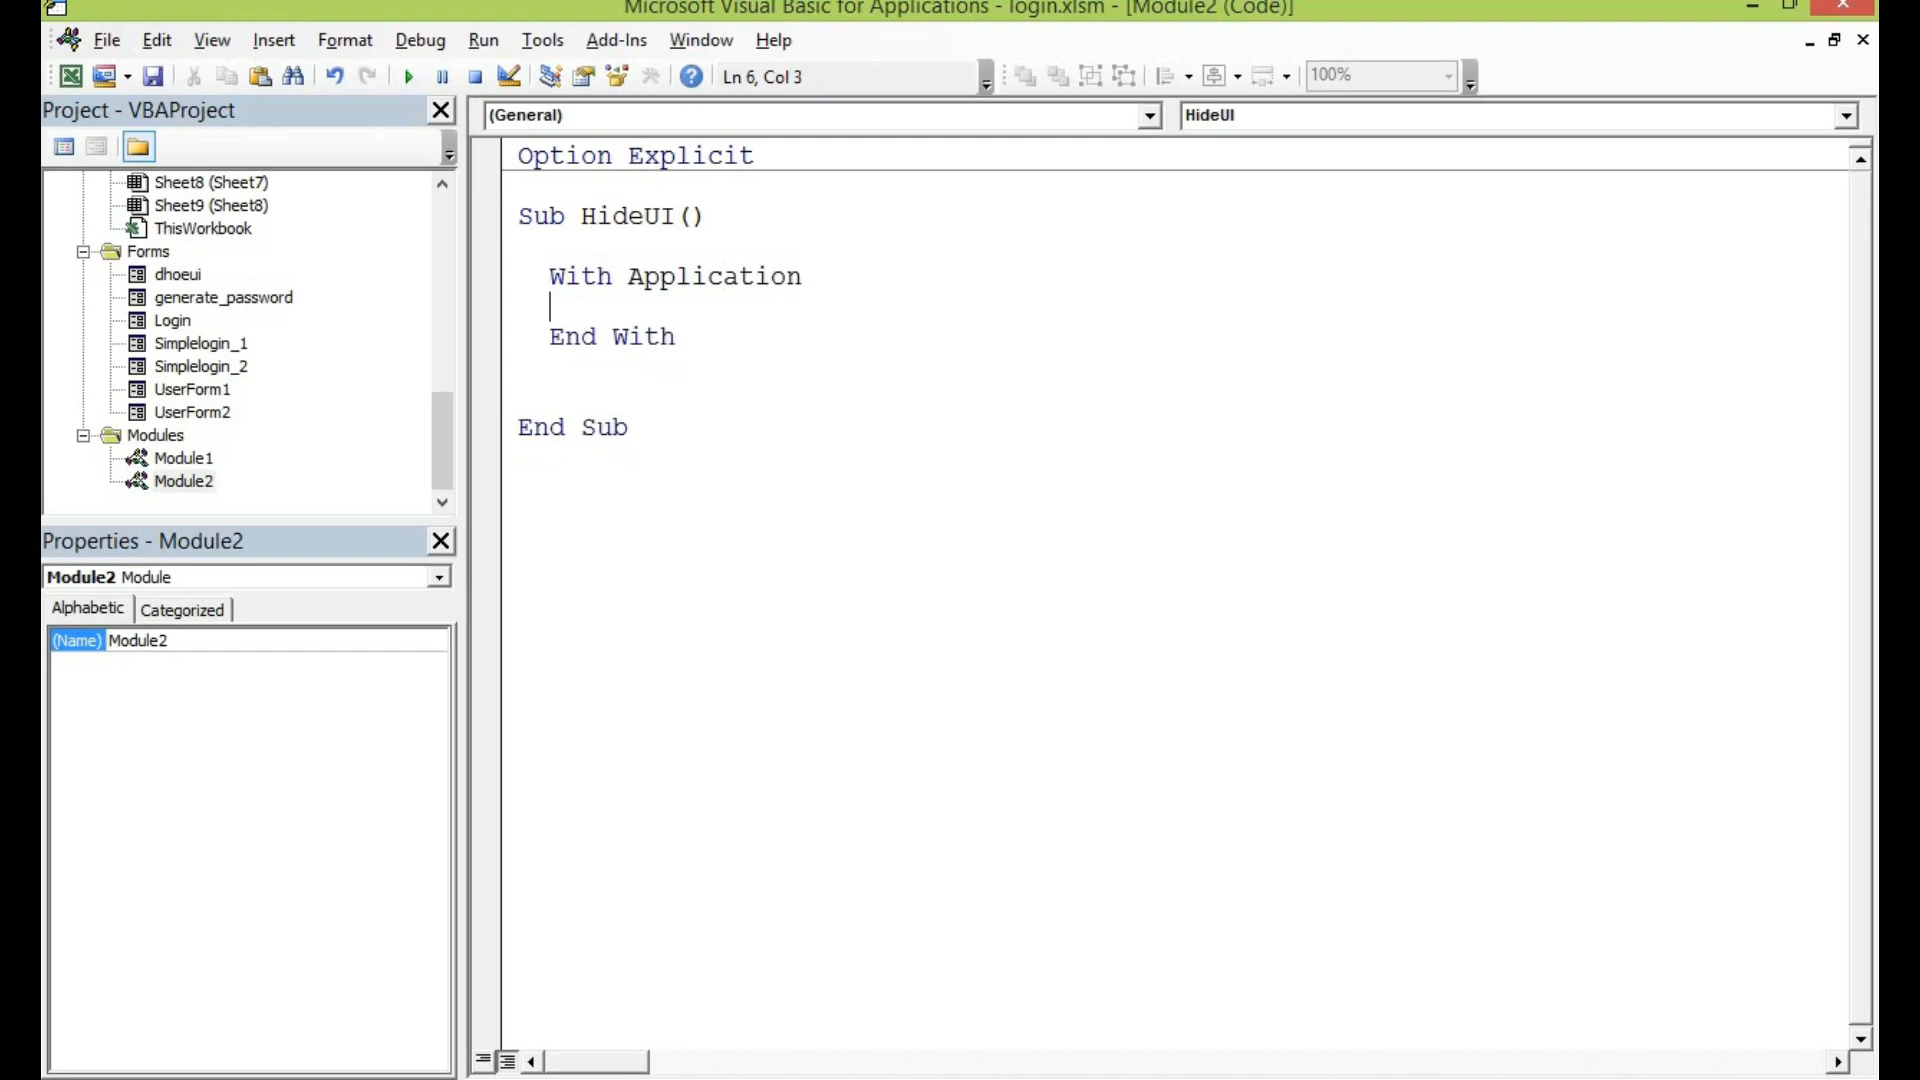 Microsoft Visual Basic for Applications - login.xlsm - [Module2 (Code)]
File Edit View Insert Format Debug Run Tools Add-Ins Window Help
Ln 6, Col 3
100%
Project - VBAProject
(General)
HideUI
Sheet8 (Sheet7)
Sheet9 (Sheet8)
ThisWorkbook
Forms
dhoeui
generate_password
Login
Simplelogin_1
Simplelogin_2
UserForm1
UserForm2
Modules
Module1
Module2
Properties - Module2
Module2 Module
Alphabetic Categorized
(Name) Module2
Option Explicit
Sub HideUI()
With Application
End With
End Sub